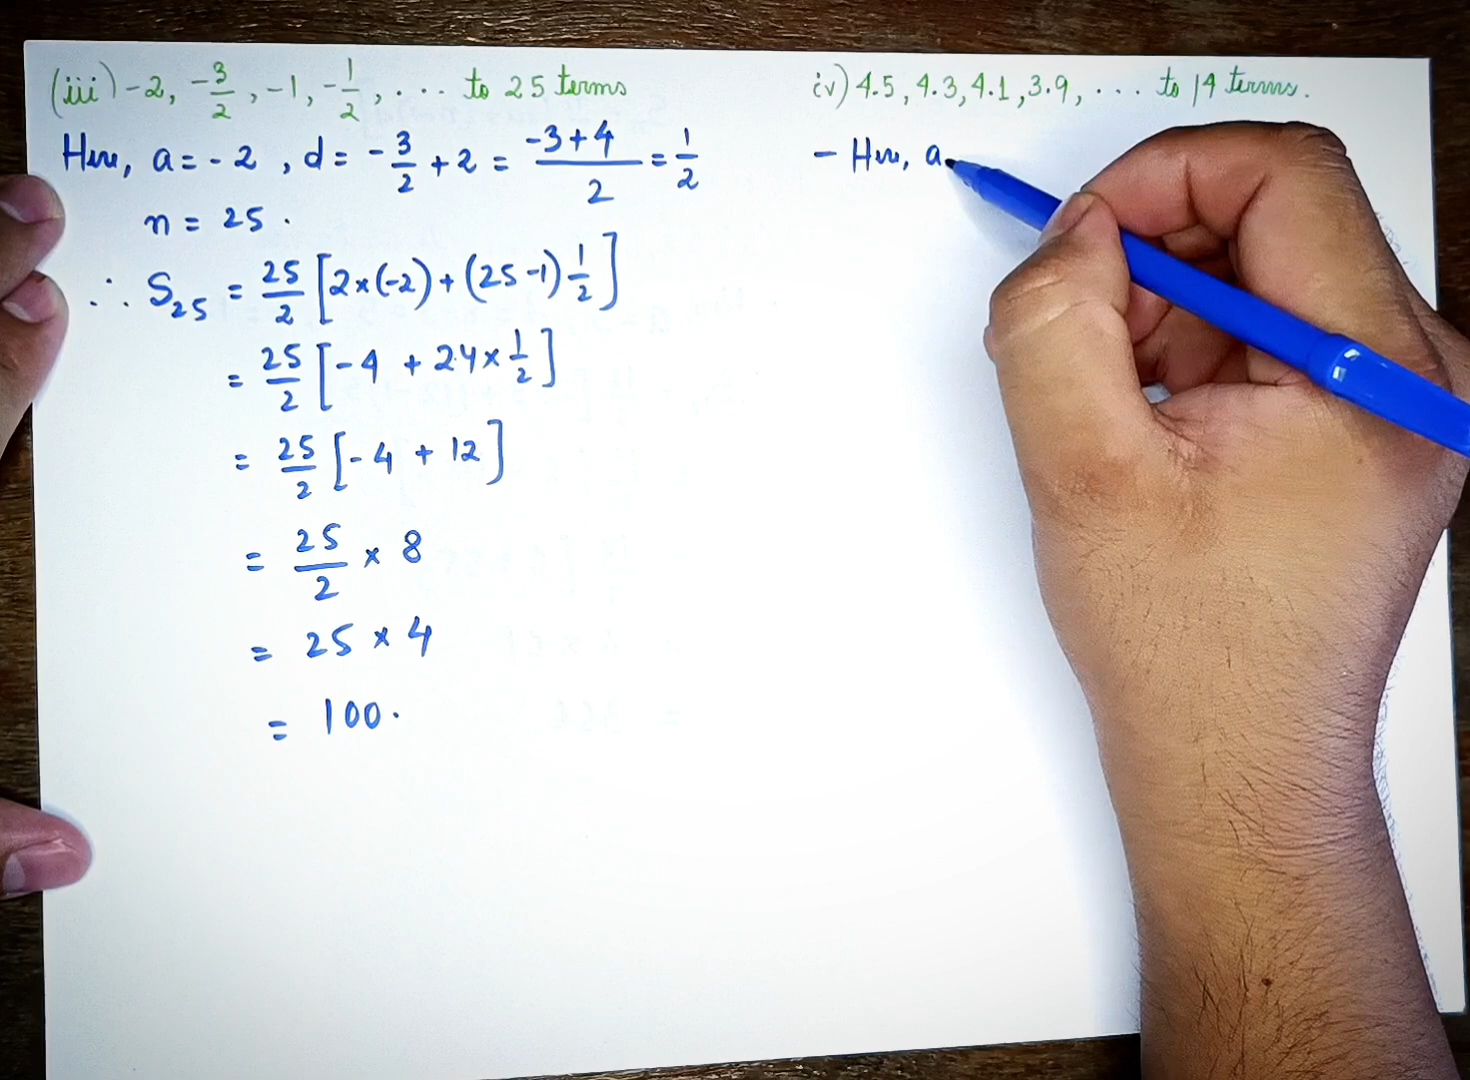 (iii) -2, -3/2, -1, -1/2, ... to 25 terms
Here, a = -2, d = -3/2 + 2 = (-3+4)/2 = 1/2
n = 25.
∴ S25 = 25/2 [2×(-2) + (25-1) 1/2]
= 25/2 [-4 + 24 × 1/2]
= 25/2 [-4 + 12]
= 25/2 × 8
= 25 × 4
= 100.
iv) 4.5, 4.3, 4.1, 3.9, ... to 14 terms.
- Here, a